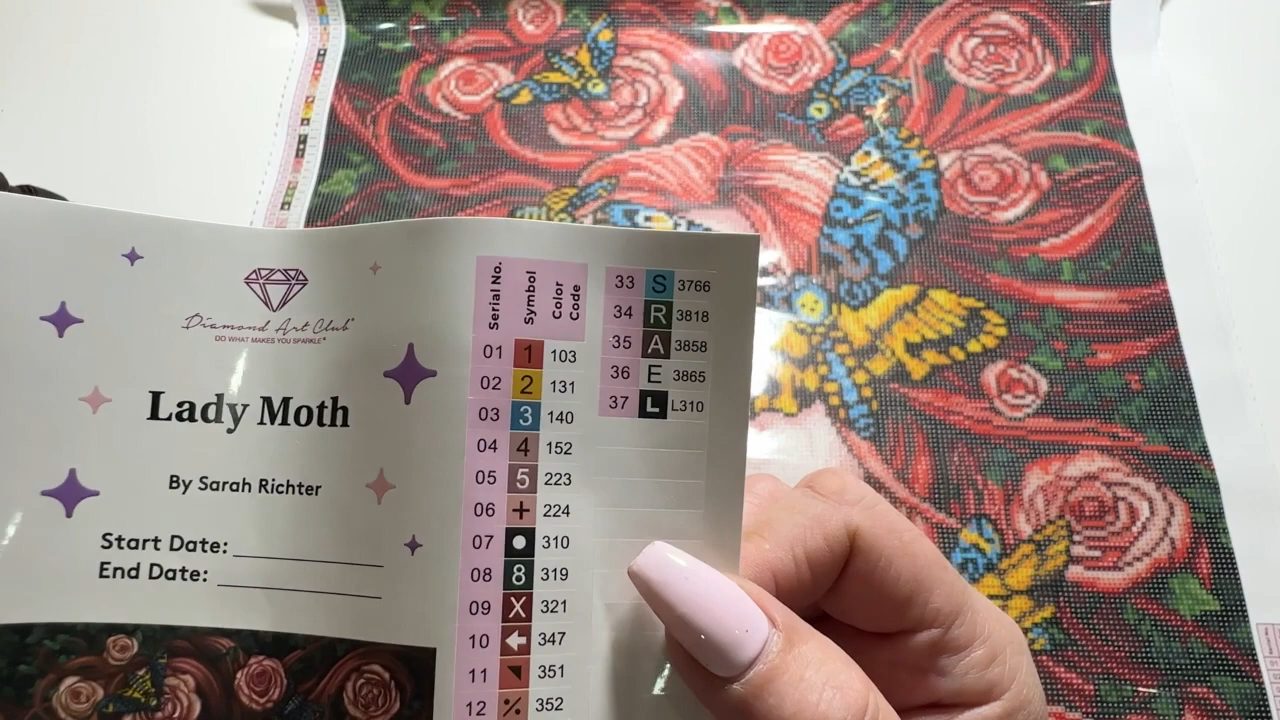 Diamond Art Club
DO WHAT MAKES YOU SPARKLE
Lady Moth
By Sarah Richter
Start Date:
End Date:
Serial No. Symbol Color Code
01 1 103
02 2 131
03 3 140
04 4 152
05 5 223
06 + 224
07 ● 310
08 8 319
09 X 321
10 ← 347
11 ◥ 351
12 ٪ 352
33 S 3766
34 R 3818
35 A 3858
36 E 3865
37 L L310